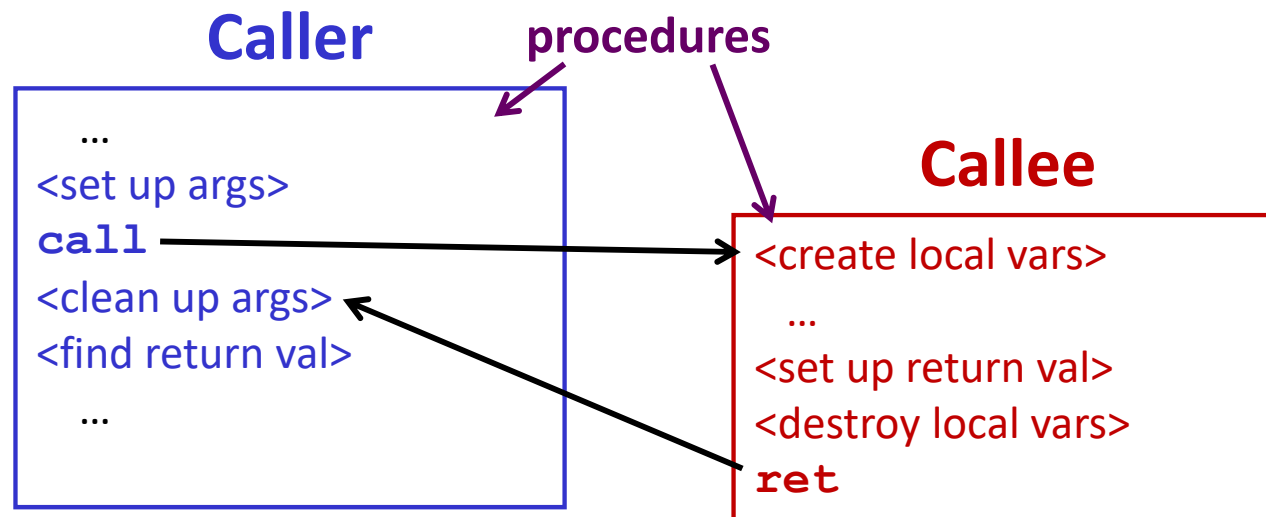 Caller
procedures
...
<set up args>
call
<clean up args>
<find return val>
...
Callee
<create local vars>
...
<set up return val>
<destroy local vars>
ret